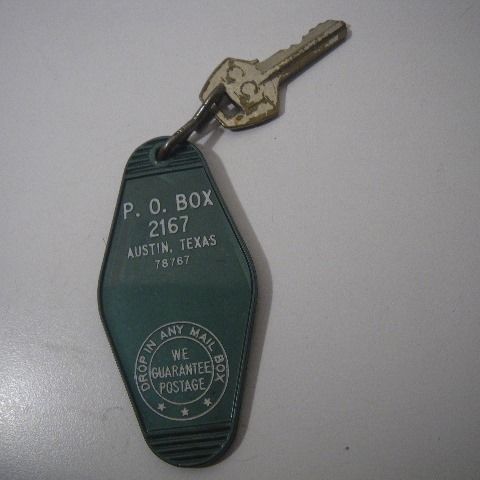 P. O. BOX
2167
AUSTIN, TEXAS
78767
DROP IN ANY MAIL BOX
WE
GUARANTEE
POSTAGE